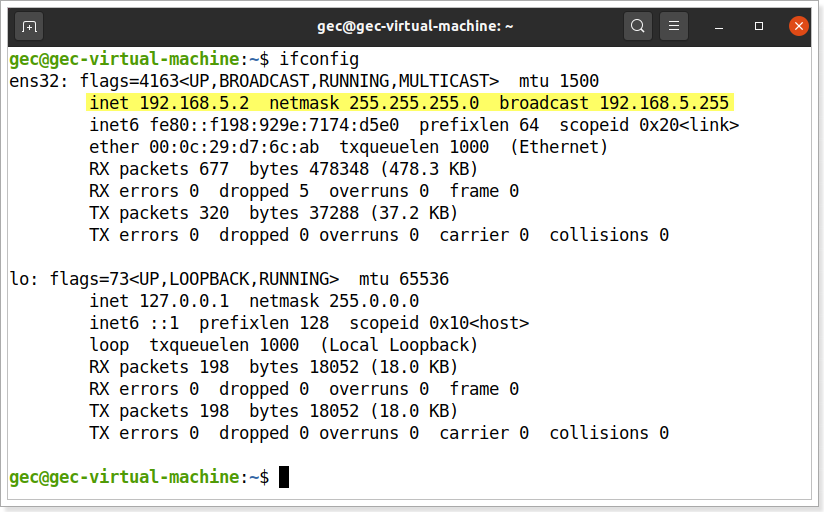 gec@gec-virtual-machine: ~
gec@gec-virtual-machine:~$ ifconfig
ens32: flags=4163<UP,BROADCAST,RUNNING,MULTICAST>  mtu 1500
        inet 192.168.5.2  netmask 255.255.255.0  broadcast 192.168.5.255
        inet6 fe80::f198:929e:7174:d5e0  prefixlen 64  scopeid 0x20<link>
        ether 00:0c:29:d7:6c:ab  txqueuelen 1000  (Ethernet)
        RX packets 677  bytes 478348 (478.3 KB)
        RX errors 0  dropped 5  overruns 0  frame 0
        TX packets 320  bytes 37288 (37.2 KB)
        TX errors 0  dropped 0 overruns 0  carrier 0  collisions 0
lo: flags=73<UP,LOOPBACK,RUNNING>  mtu 65536
        inet 127.0.0.1  netmask 255.0.0.0
        inet6 ::1  prefixlen 128  scopeid 0x10<host>
        loop  txqueuelen 1000  (Local Loopback)
        RX packets 198  bytes 18052 (18.0 KB)
        RX errors 0  dropped 0  overruns 0  frame 0
        TX packets 198  bytes 18052 (18.0 KB)
        TX errors 0  dropped 0 overruns 0  carrier 0  collisions 0
gec@gec-virtual-machine:~$